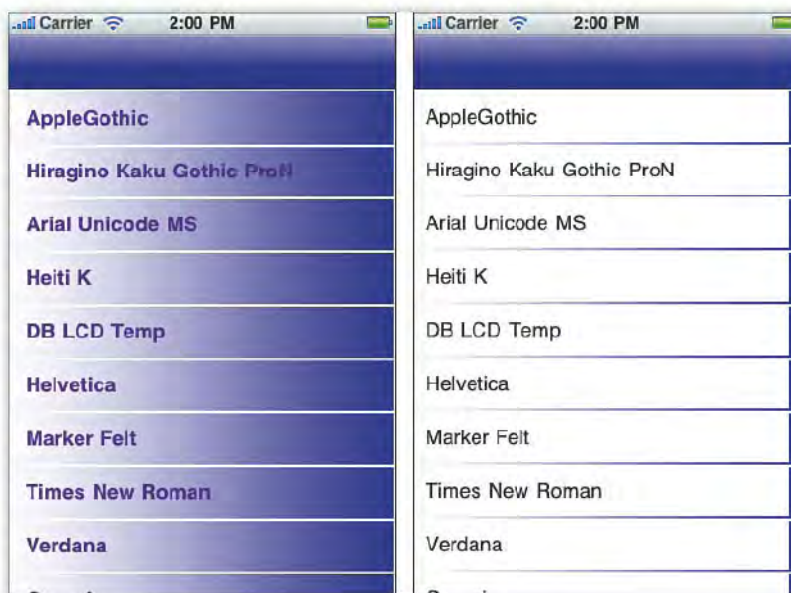 Carrier 2:00 PM
AppleGothic
Hiragino Kaku Gothic ProN
Arial Unicode MS
Heiti K
DB LCD Temp
Helvetica
Marker Felt
Times New Roman
Verdana
Carrier 2:00 PM
AppleGothic
Hiragino Kaku Gothic ProN
Arial Unicode MS
Heiti K
DB LCD Temp
Helvetica
Marker Felt
Times New Roman
Verdana